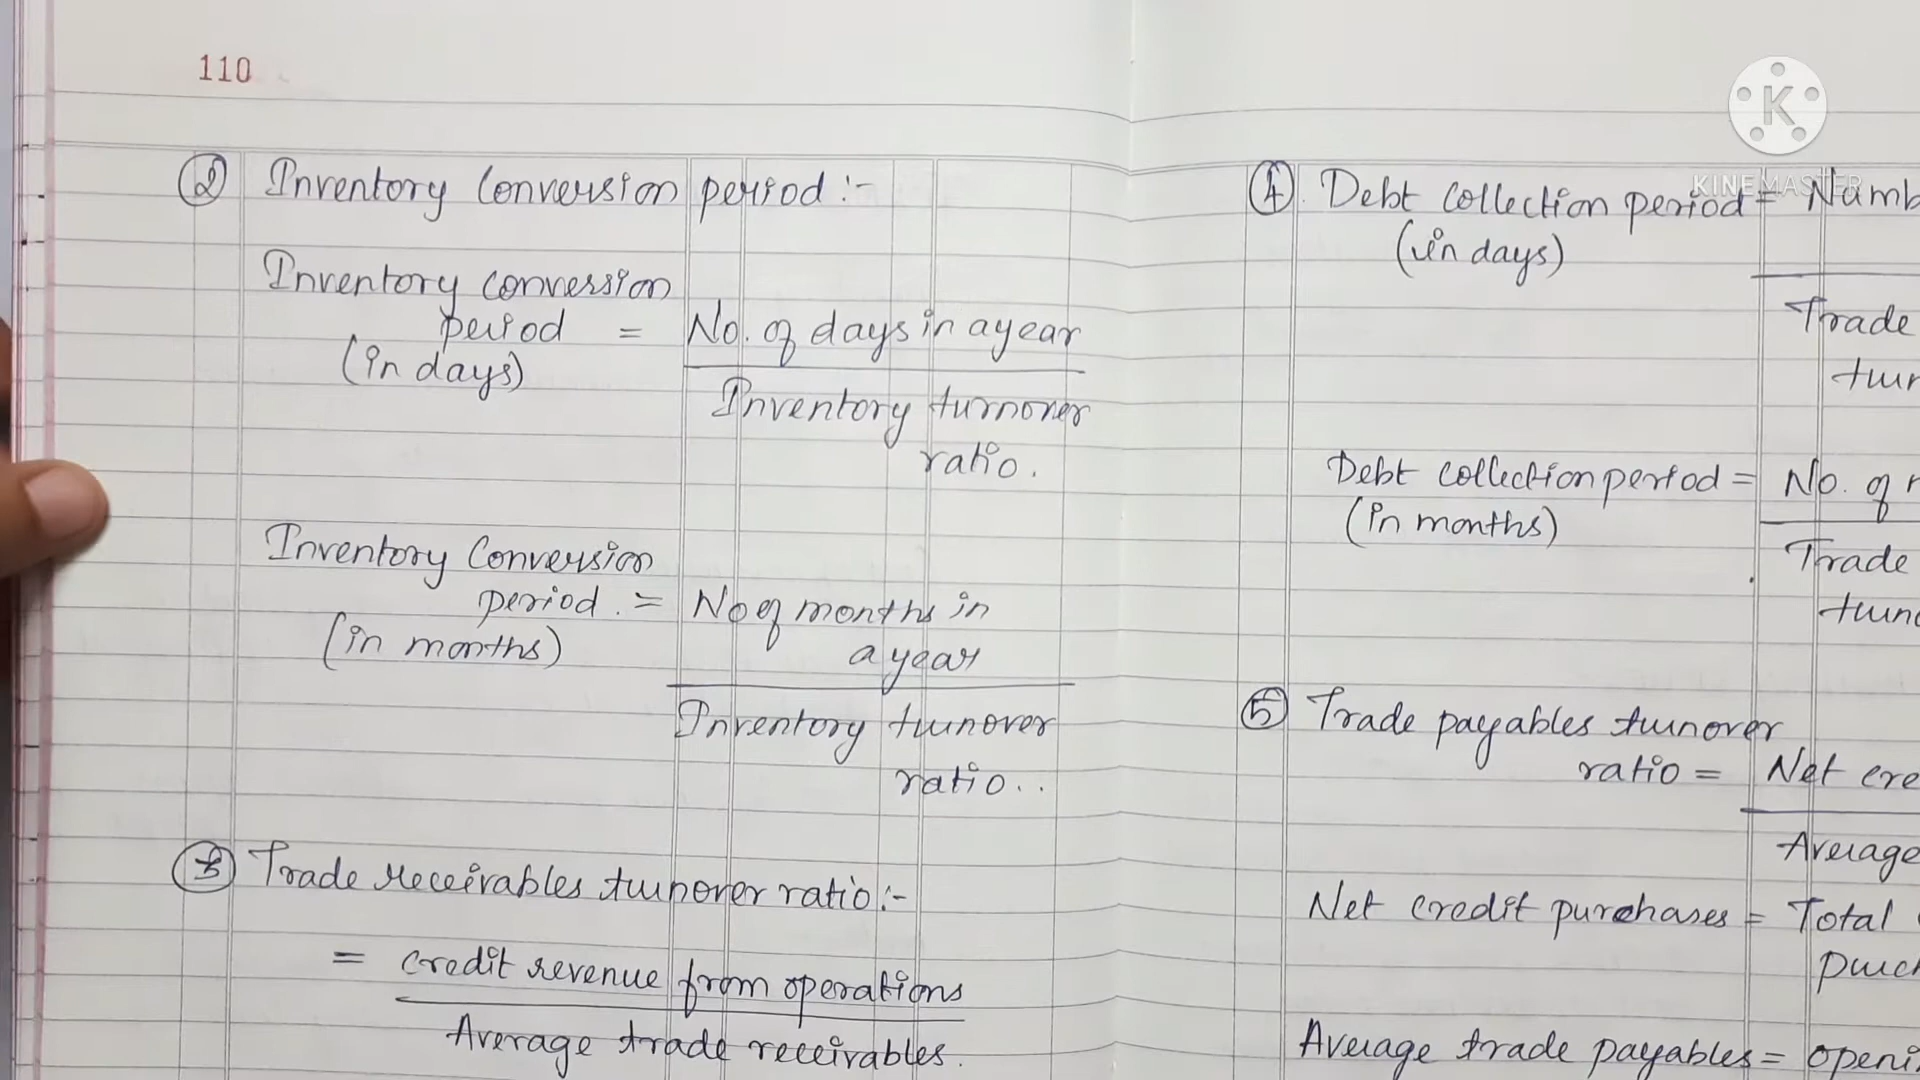 110
② Inventory Conversion period :-
Inventory conversion
period = No. of days in a year
(in days)
Inventory turnover
ratio.
Inventory Conversion
period. = No of months in
(in months) a year
Inventory turnover
ratio..
③ Trade receivables turnover ratio :-
= credit revenue from operations
Average trade receivables.
K
KINEMASTER
④. Debt collection period =
(in days)
Trade
Debt collection period = No. of
(in months)
Trade
⑤ Trade payables turnover
ratio = Net
Average
Net credit purchases = Total
Average trade payables =